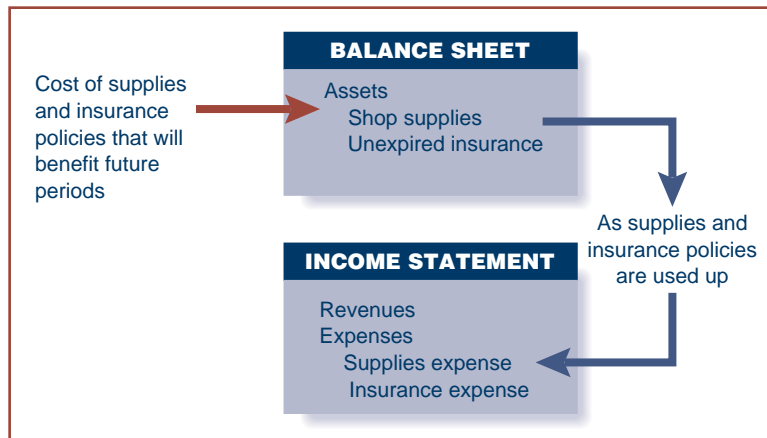 Cost of supplies
and insurance
policies that will
benefit future
periods
BALANCE SHEET
Assets
Shop supplies
Unexpired insurance
As supplies and
insurance policies
are used up
INCOME STATEMENT
Revenues
Expenses
Supplies expense
Insurance expense